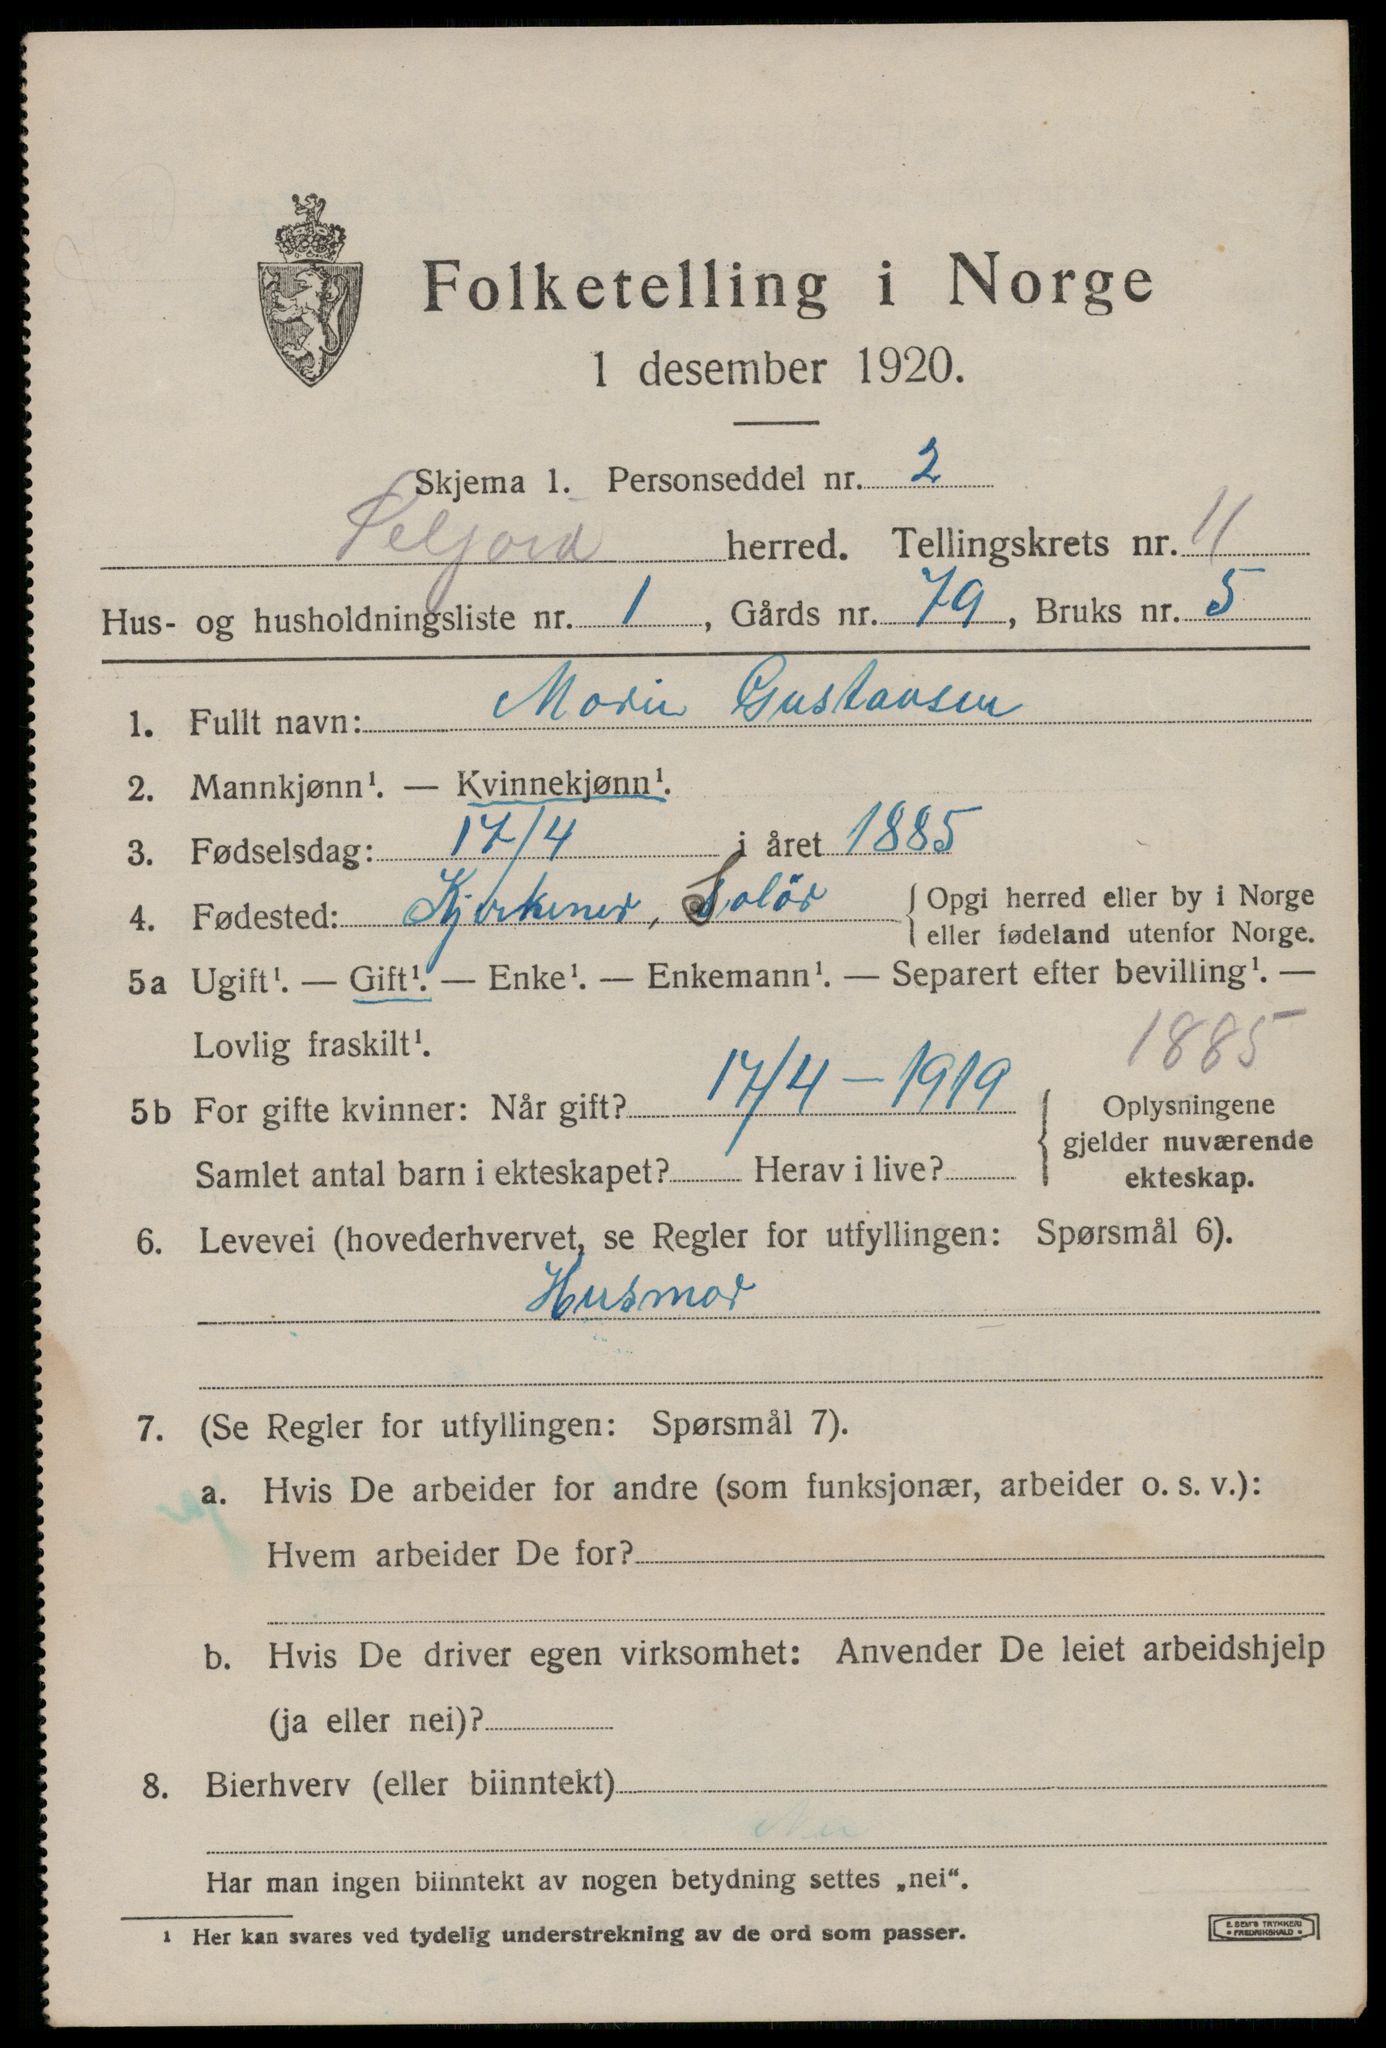 Folketelling i Norge
1 desember 1920.
Skjema 1. Personseddel nr. 2
Seljord herred. Tellingskrets nr. 11
Hus- og husholdningsliste nr. 1, Gårds nr. 79, Bruks nr. 5
1. Fullt navn: Marie Gustavsen
2. Mannkjønn¹. — Kvinnekjønn¹.
3. Fødselsdag: 17/4 i året 1885
4. Fødested: Kjerkener, Solör { Opgi herred eller by i Norge
eller fødeland utenfor Norge.
5a Ugift¹. — Gift¹. — Enke¹. — Enkemann¹. — Separert efter bevilling¹. —
Lovlig fraskilt¹.
1885
5b For gifte kvinner: Når gift? 17/4 — 1919 { Oplysningene
gjelder nuværende
Samlet antal barn i ekteskapet? Herav i live? ekteskap.
6. Levevei (hovederhvervet, se Regler for utfyllingen: Spørsmål 6).
Husmor
7. (Se Regler for utfyllingen: Spørsmål 7).
a. Hvis De arbeider for andre (som funksjonær, arbeider o. s. v.):
Hvem arbeider De for?
b. Hvis De driver egen virksomhet: Anvender De leiet arbeidshjelp
(ja eller nei)?
8. Bierhverv (eller biinntekt)
Har man ingen biinntekt av nogen betydning settes „nei“.
¹ Her kan svares ved tydelig understrekning av de ord som passer.
E. SEM'S TRYKKERI
FREDRIKSHALD